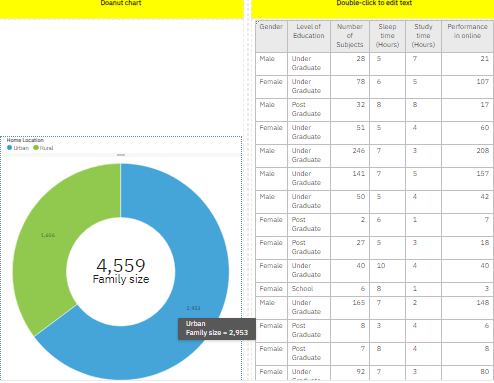 Doanut chart
Double-click to edit text
Home Location
Urban Rural
1,606
4,559
Family size
2,953
Urban
Family size = 2,953
Gender Level of Education Number of Subjects Sleep time (Hours) Study time (Hours) Performance in online
Male Under Graduate 28 5 7 21
Female Under Graduate 78 6 5 107
Male Post Graduate 32 8 8 17
Female Under Graduate 51 5 4 60
Male Under Graduate 246 7 3 208
Male Under Graduate 141 7 5 157
Male Under Graduate 50 5 4 42
Female Post Graduate 2 6 1 7
Female Post Graduate 27 5 3 18
Female Under Graduate 40 10 4 40
Female School 6 8 1 3
Male Under Graduate 165 7 2 148
Female Post Graduate 8 3 4 6
Female Post Graduate 7 8 4 8
Female Under Graduate 92 7 3 80